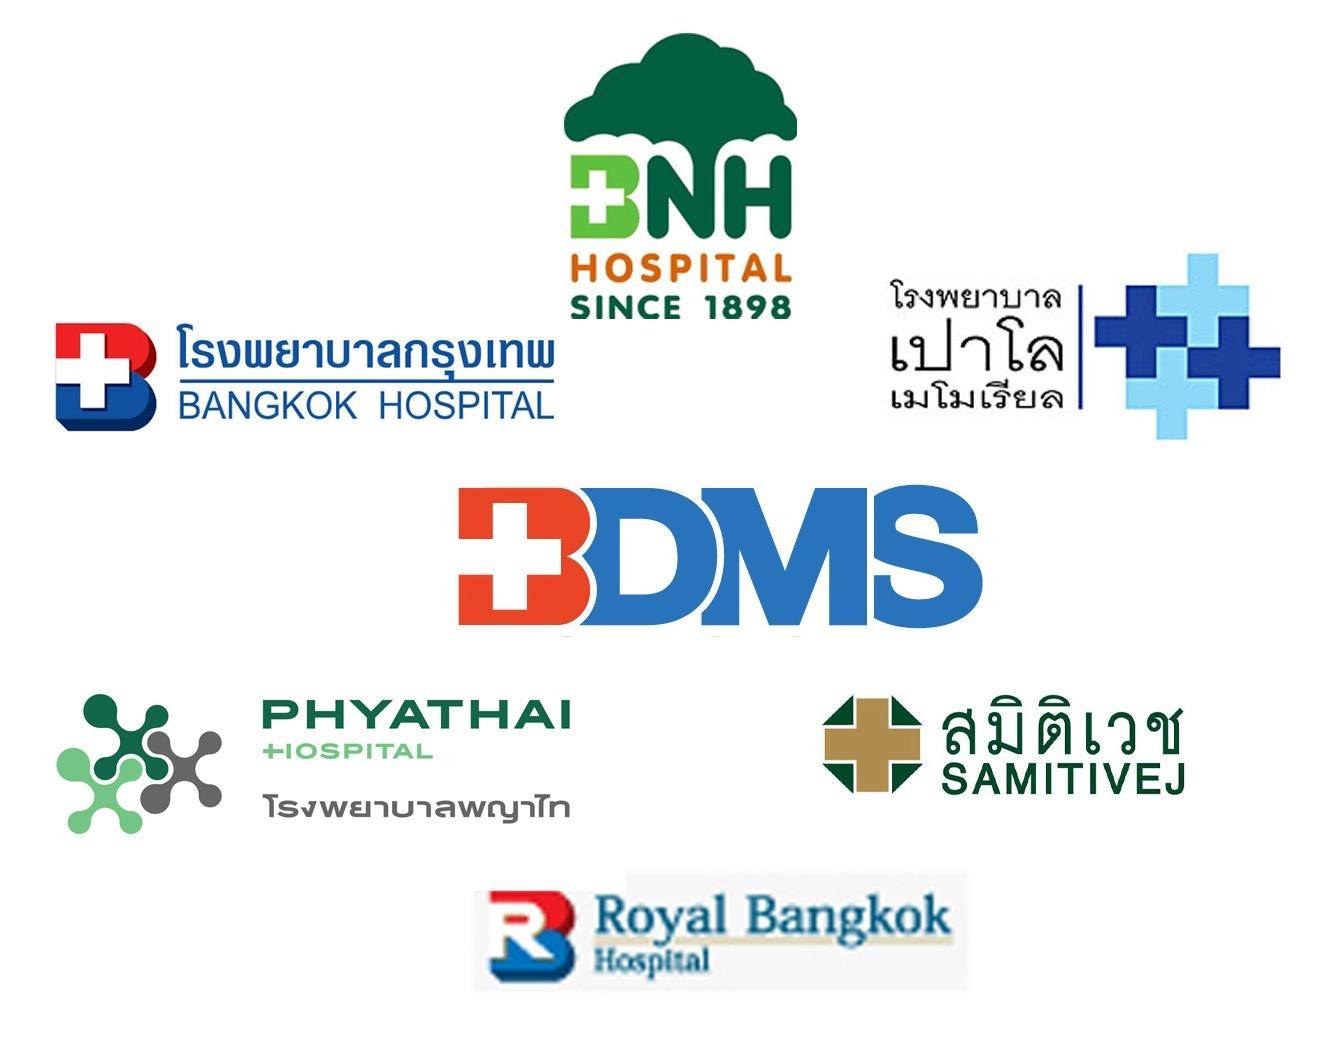 BNH
HOSPITAL
SINCE 1898
โรงพยาบาลกรุงเทพ
BANGKOK HOSPITAL
โรงพยาบาล
เปาโล
เมโมเรียล
BDMS
PHYATHAI
HOSPITAL
โรงพยาบาลพญาไท
สมิติเวช
SAMITIVEJ
Royal Bangkok
Hospital